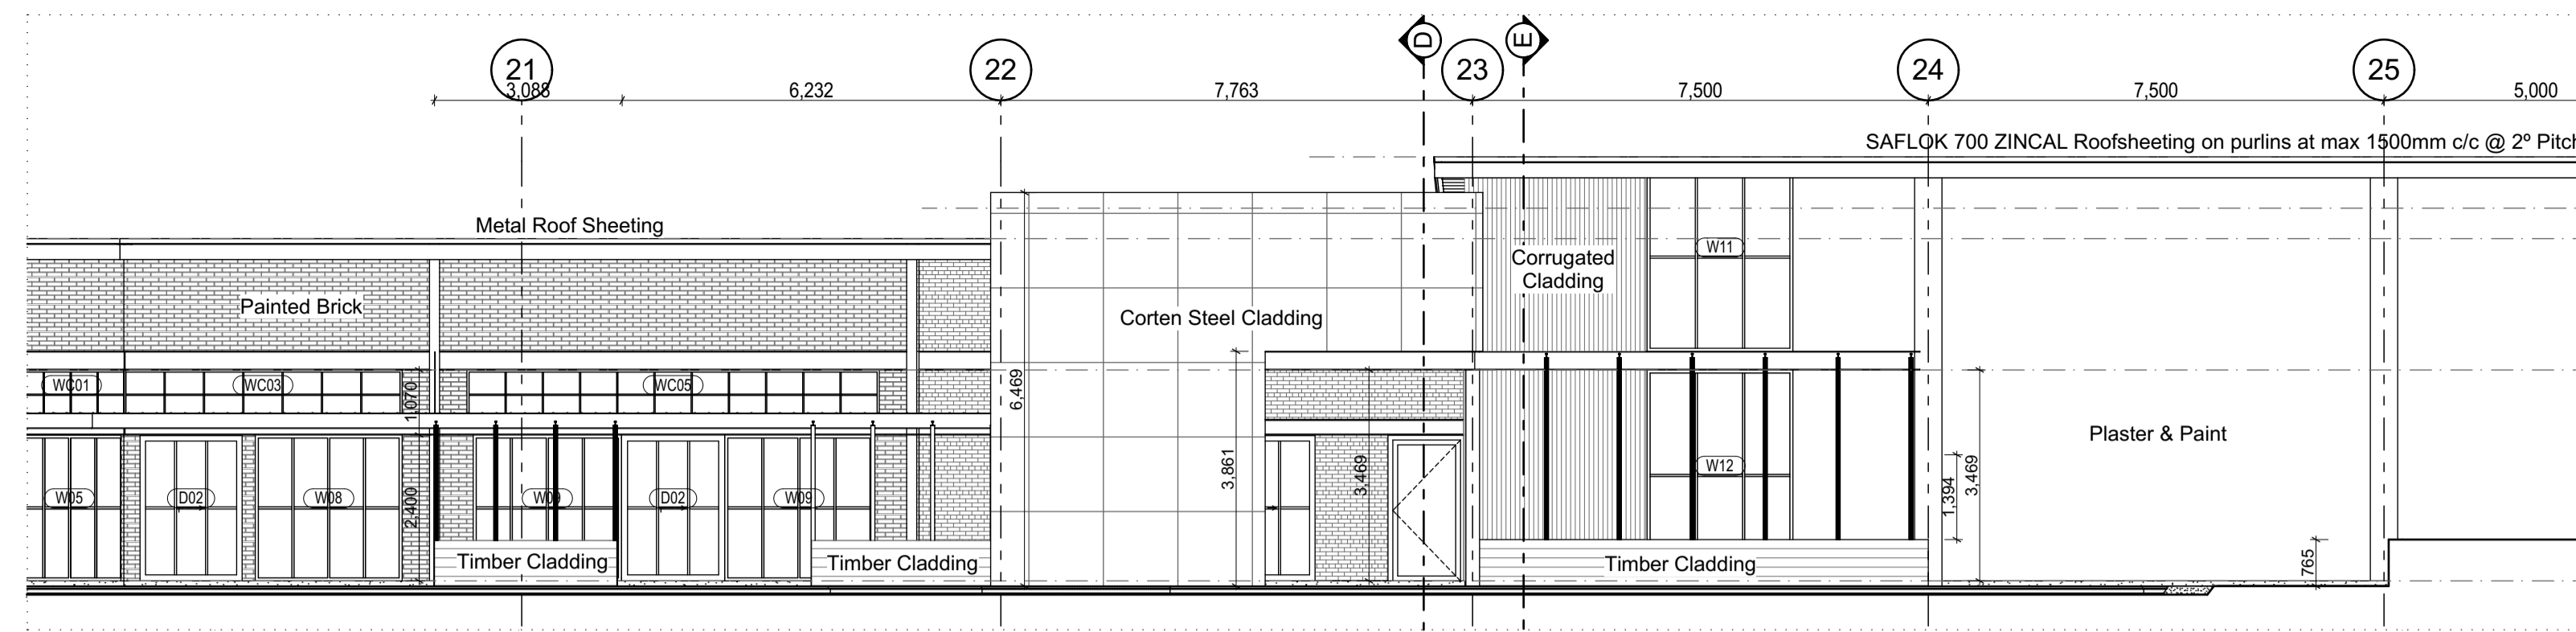 D
E
21
22
23
24
25
3,088
6,232
7,763
7,500
7,500
5,000
SAFLOK 700 ZINCAL Roofsheeting on purlins at max 1500mm c/c @ 2º Pitch
Metal Roof Sheeting
W11
Corrugated
Cladding
Painted Brick
Corten Steel Cladding
WC01
WC03
1,070
WC05
6,469
Plaster & Paint
3,861
3,469
W12
1,394
3,469
W05
D02
W08
2,400
W09
D02
W09
Timber Cladding
Timber Cladding
Timber Cladding
765